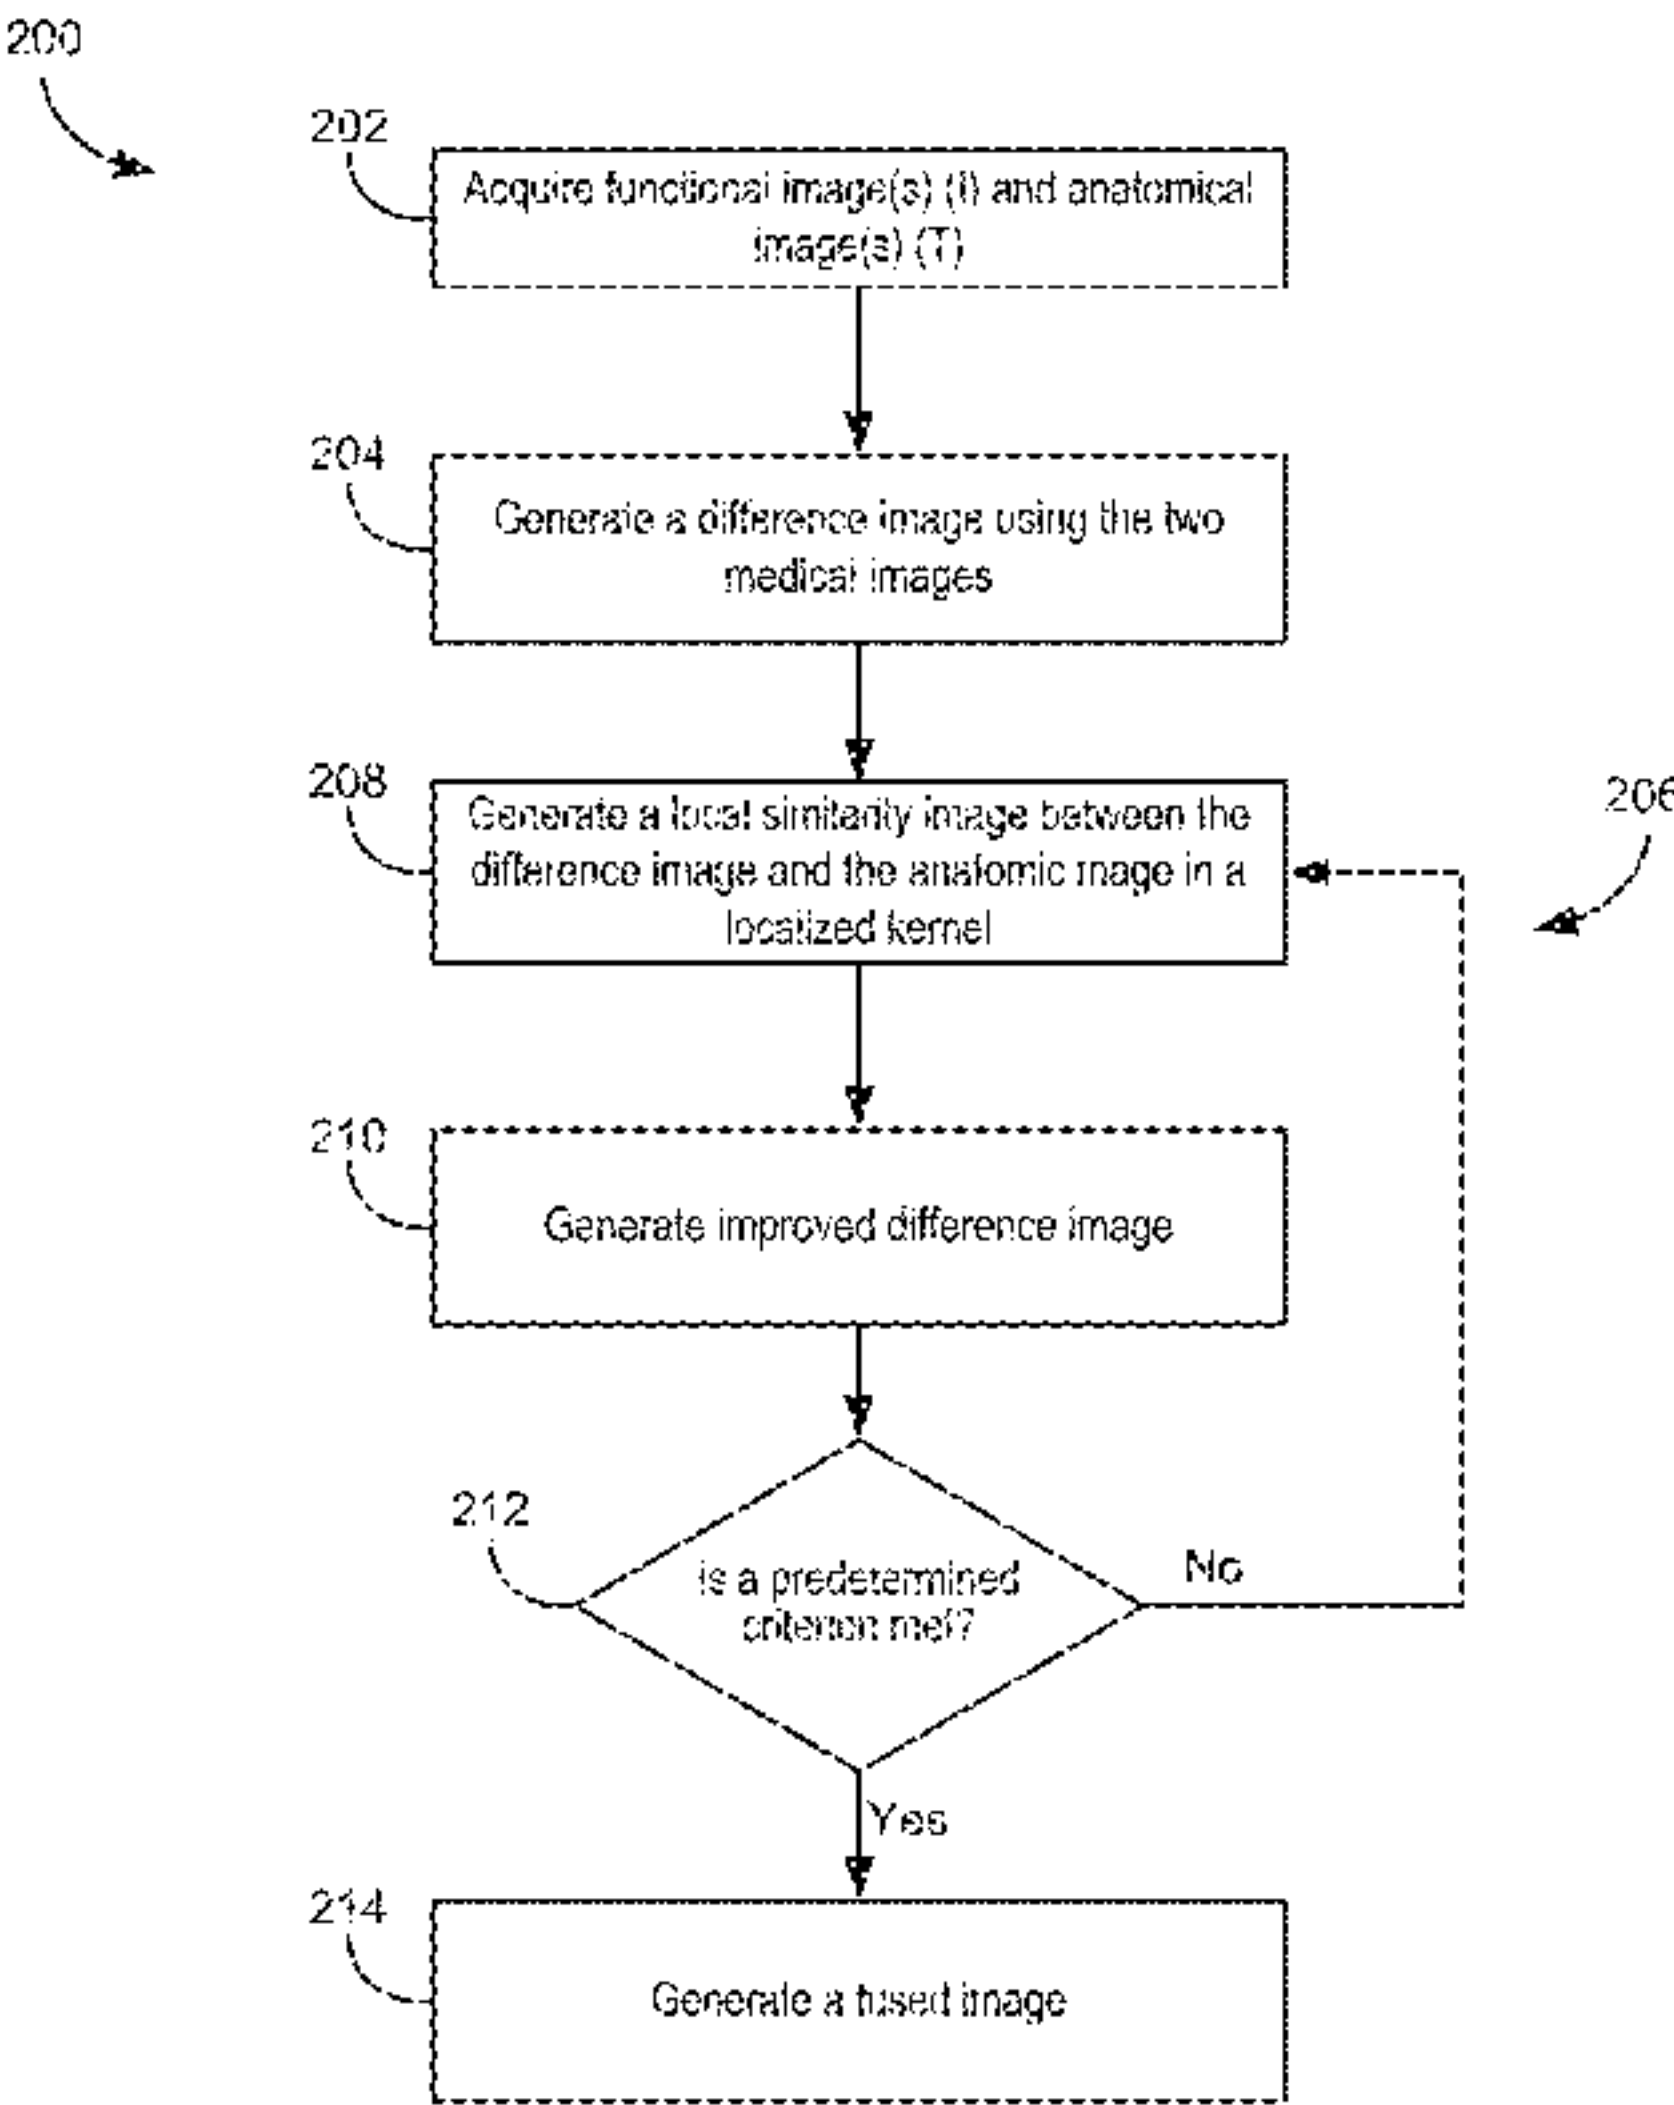 200
202
Acquire functional image(s) (I) and anatomical
image(s) (T)
204
Generate a difference image using the two
medical images
208
206
Generate a local similarity image between the
difference image and the anatomic mage in a
localized kernel
210
Generate improved difference image
212
is a predetermined
criterion met?
No
Yes
214
Generate a fused image